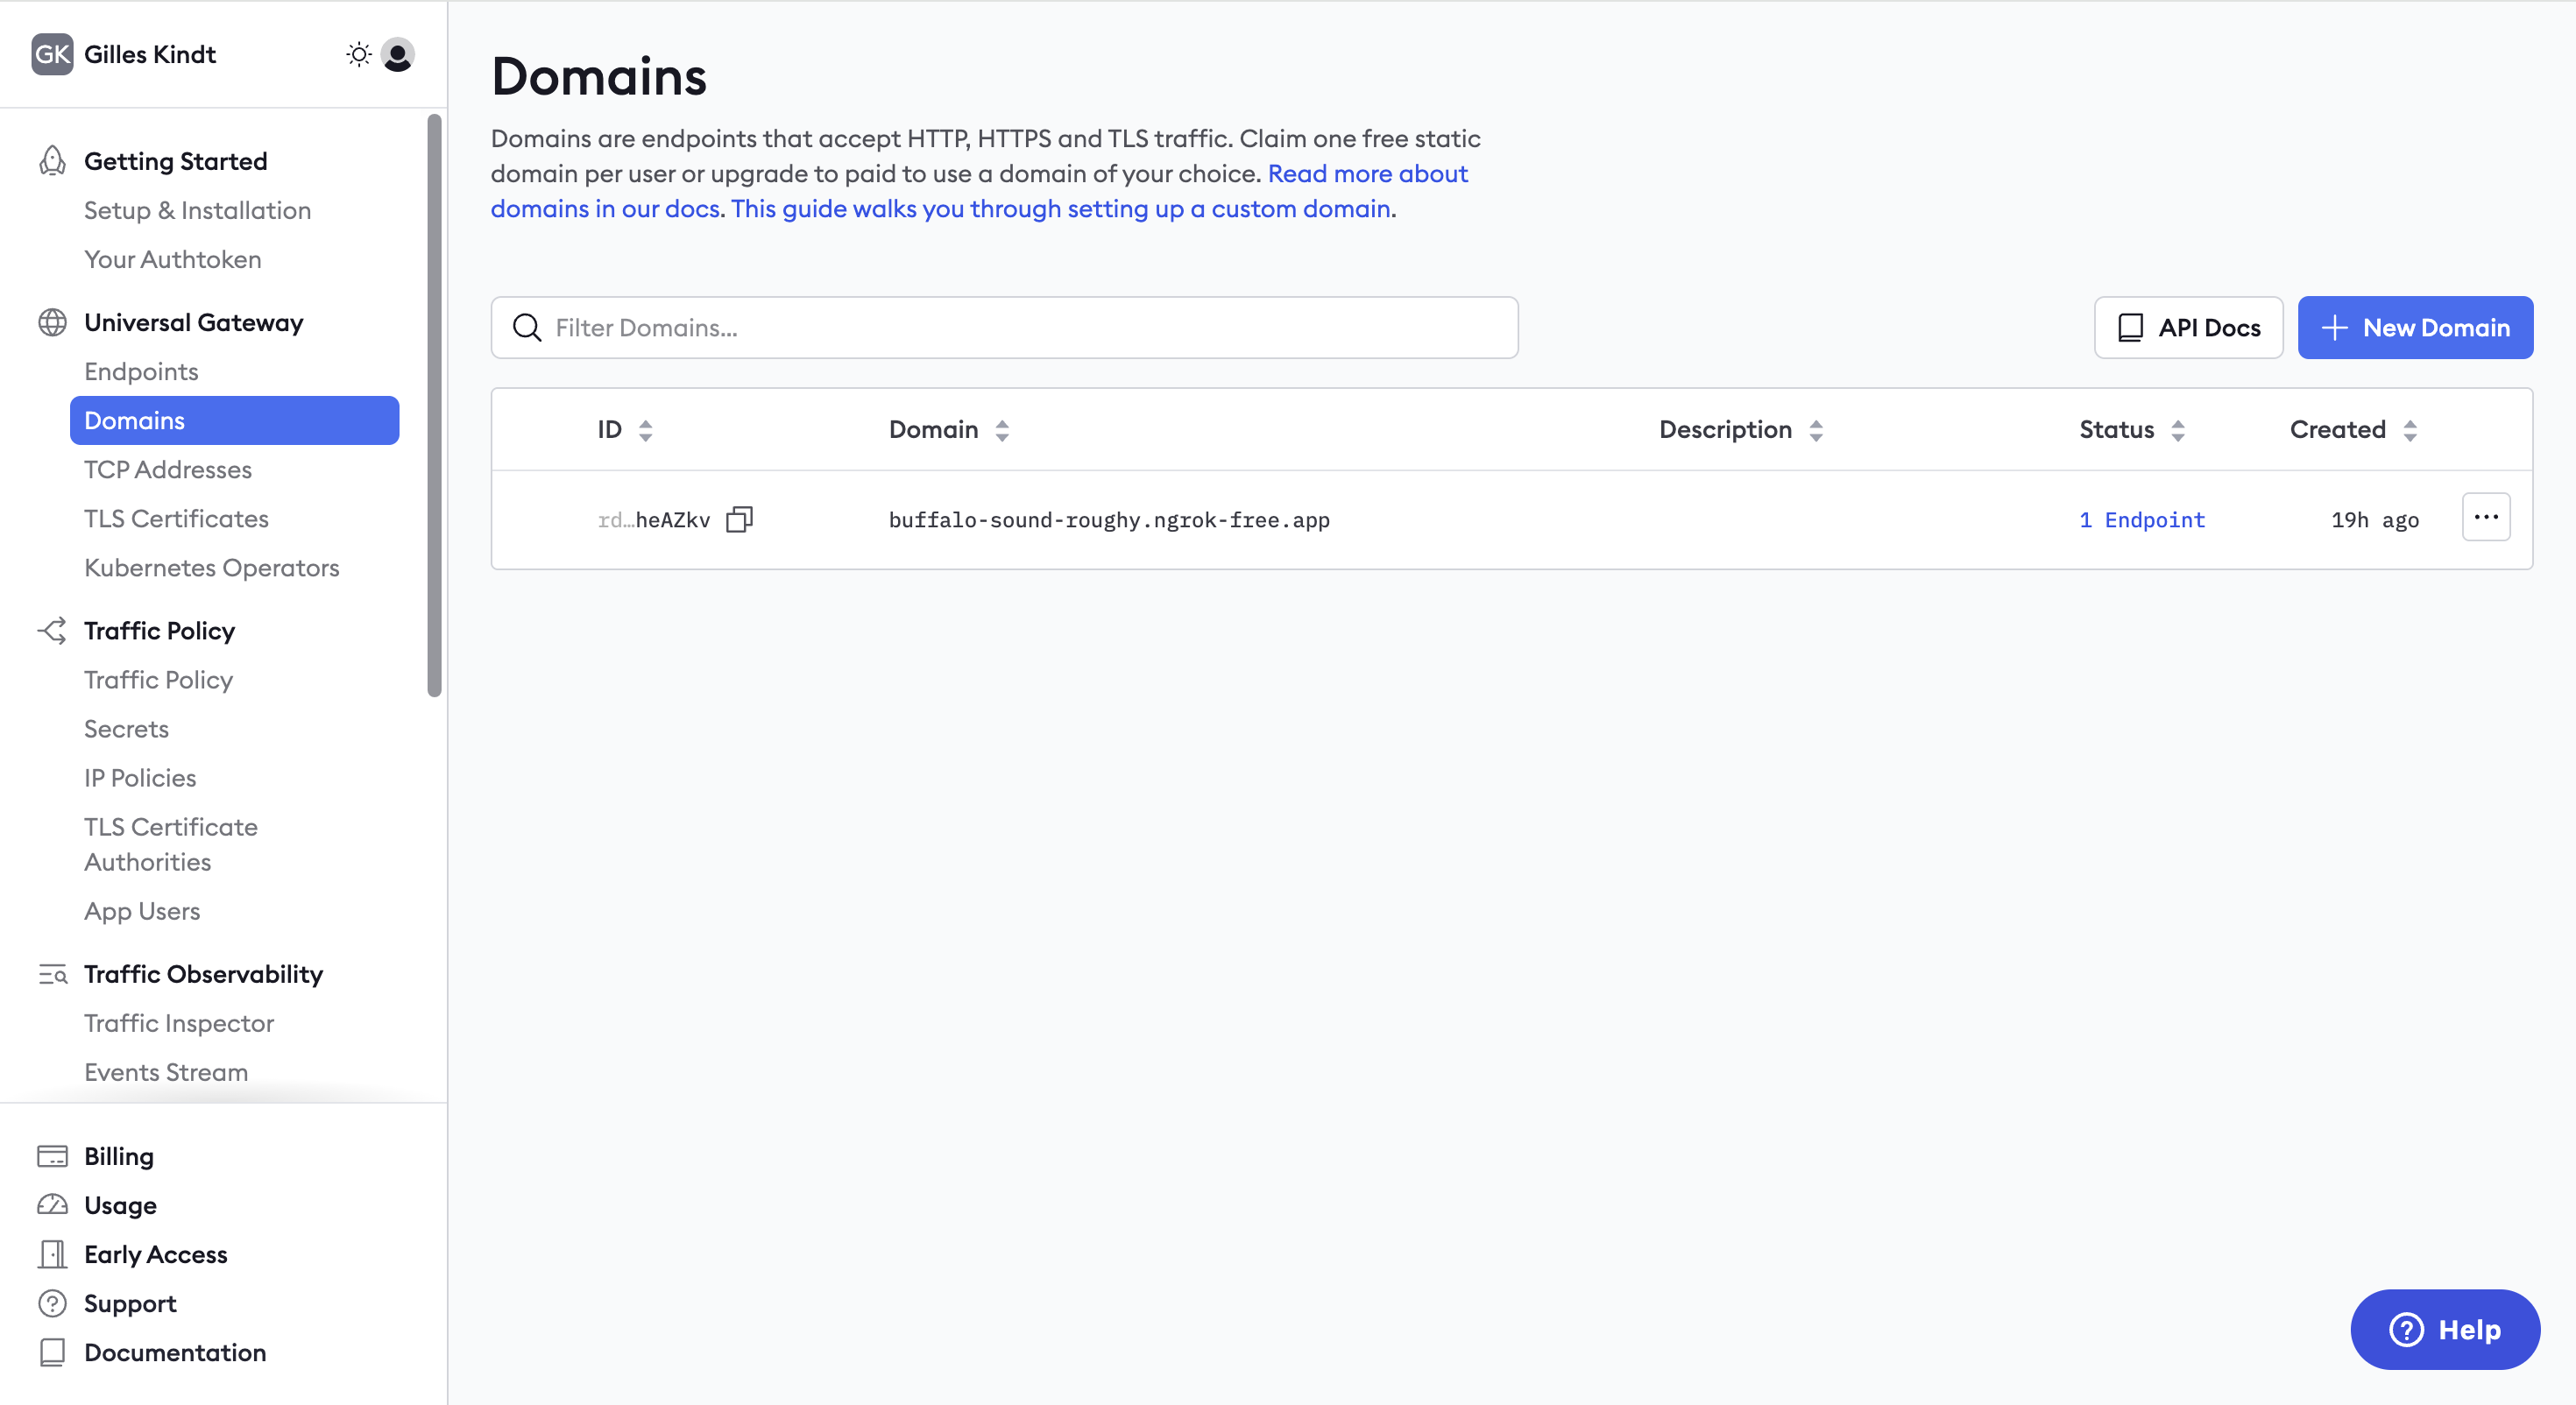 GK Gilles Kindt
Getting Started
Setup & Installation
Your Authtoken
Universal Gateway
Endpoints
Domains
TCP Addresses
TLS Certificates
Kubernetes Operators
Traffic Policy
Traffic Policy
Secrets
IP Policies
TLS Certificate
Authorities
App Users
Traffic Observability
Traffic Inspector
Events Stream
Billing
Usage
Early Access
Support
Documentation
Domains
Domains are endpoints that accept HTTP, HTTPS and TLS traffic. Claim one free static
domain per user or upgrade to paid to use a domain of your choice. Read more about
domains in our docs. This guide walks you through setting up a custom domain.
Filter Domains...
API Docs
New Domain
ID Domain Description Status Created
rd…heAZkv buffalo-sound-roughy.ngrok-free.app 1 Endpoint 19h ago
Help